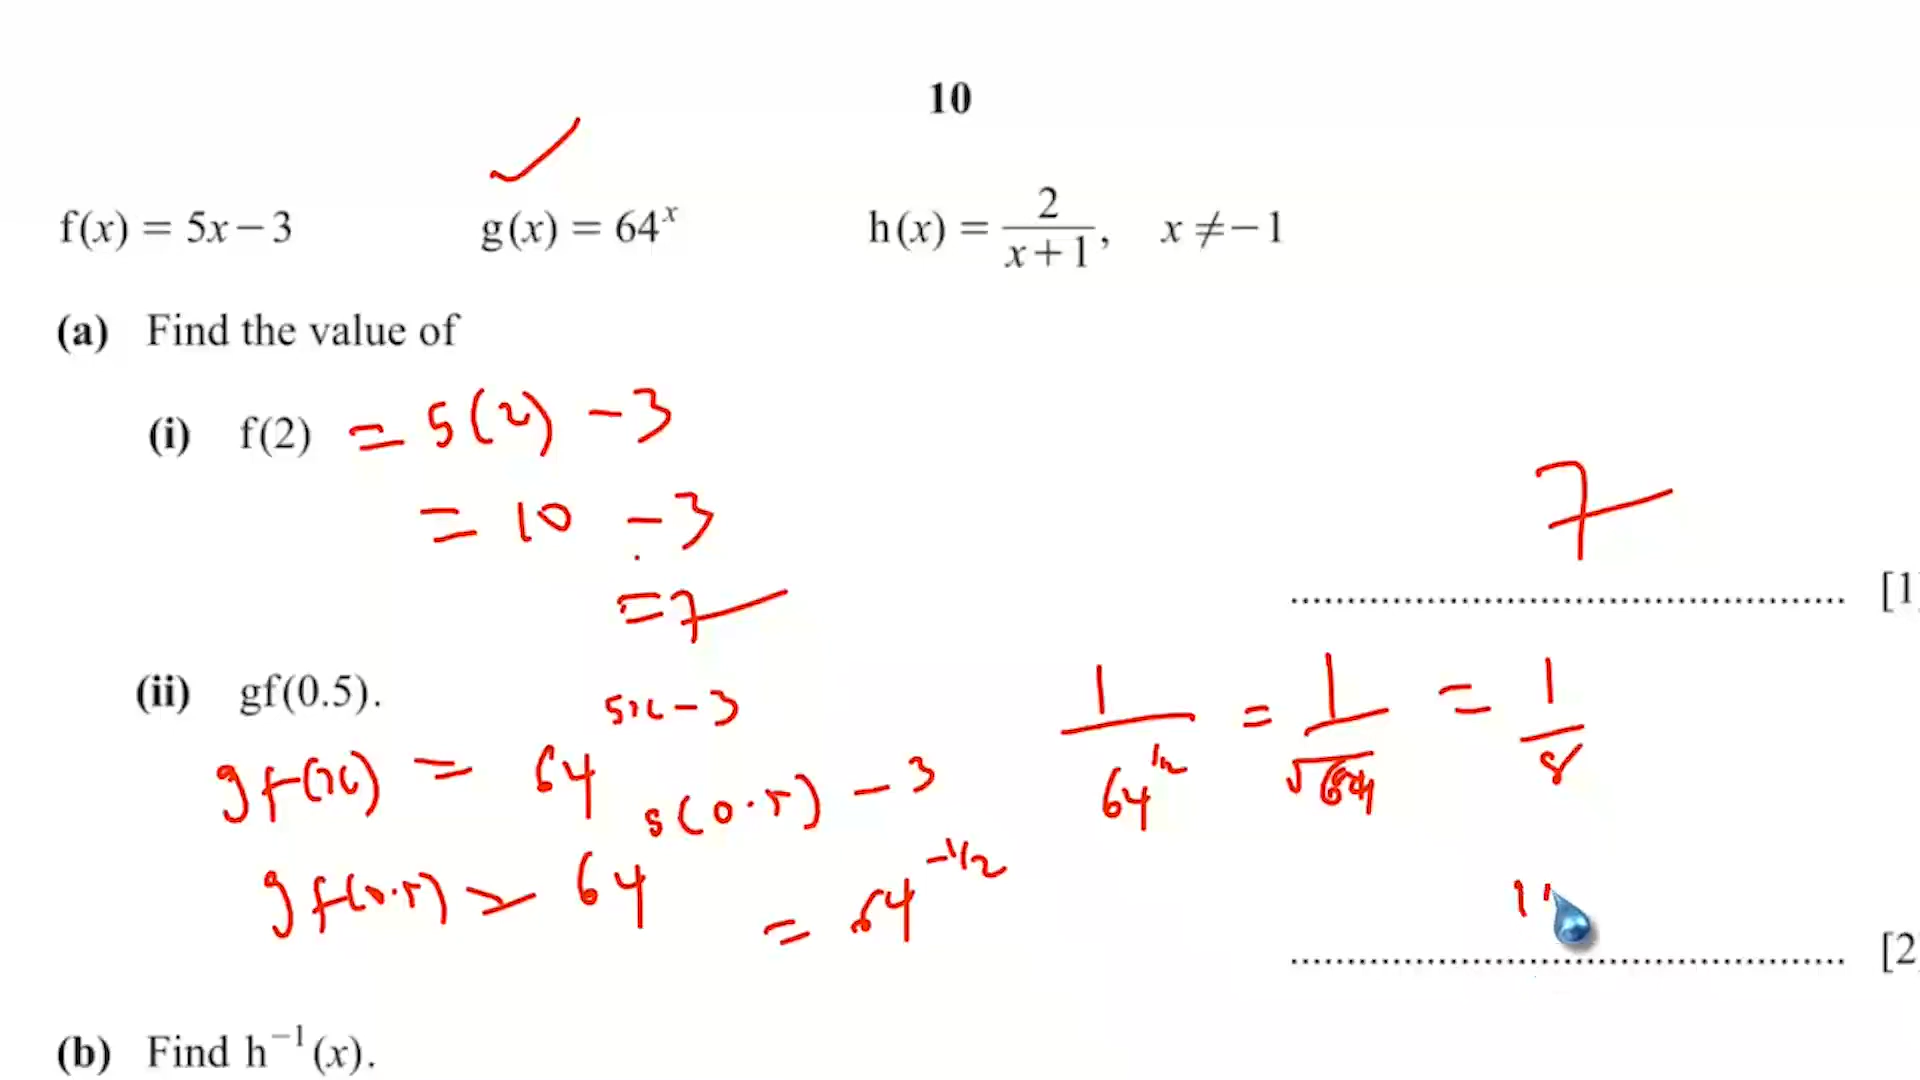 10
f(x) = 5x − 3 g(x) = 64^x h(x) = 2/(x + 1), x ≠ −1
(a) Find the value of
(i) f(2) = 5(2) − 3
= 10 − 3
= 7
7
[1]
(ii) gf(0.5).
gf(x) = 64^(5x − 3)
gf(0.5) = 64^(5(0.5) − 3) = 64^(−1/2)
1/64^(1/2) = 1/√64 = 1/8
[2]
(b) Find h⁻¹(x).